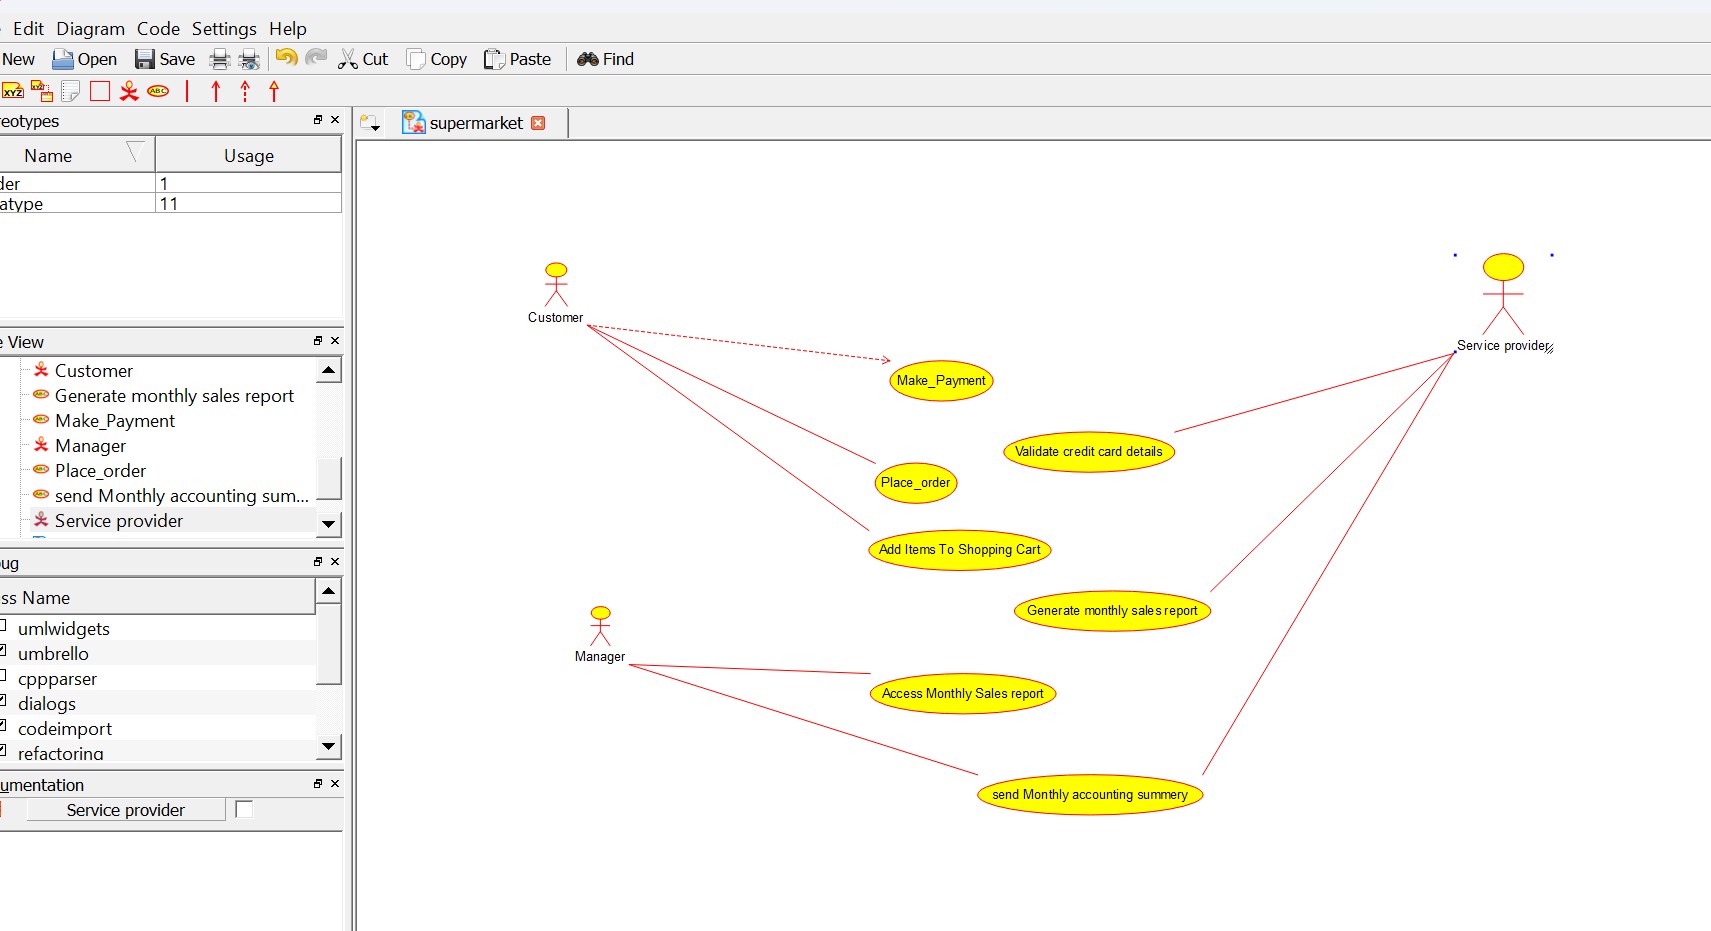 Edit Diagram Code Settings Help
New Open Save Cut Copy Paste Find
XYZ XYZ ABC
eotypes
supermarket
Name Usage
der 1
atype 11
View
Customer
Generate monthly sales report
Make_Payment
Manager
Place_order
send Monthly accounting sum...
Service provider
ug
ss Name
umlwidgets
umbrello
cppparser
dialogs
codeimport
refactoring
umentation
Service provider
Customer
Service provider
Make_Payment
Validate credit card details
Place_order
Add Items To Shopping Cart
Generate monthly sales report
Manager
Access Monthly Sales report
send Monthly accounting summery